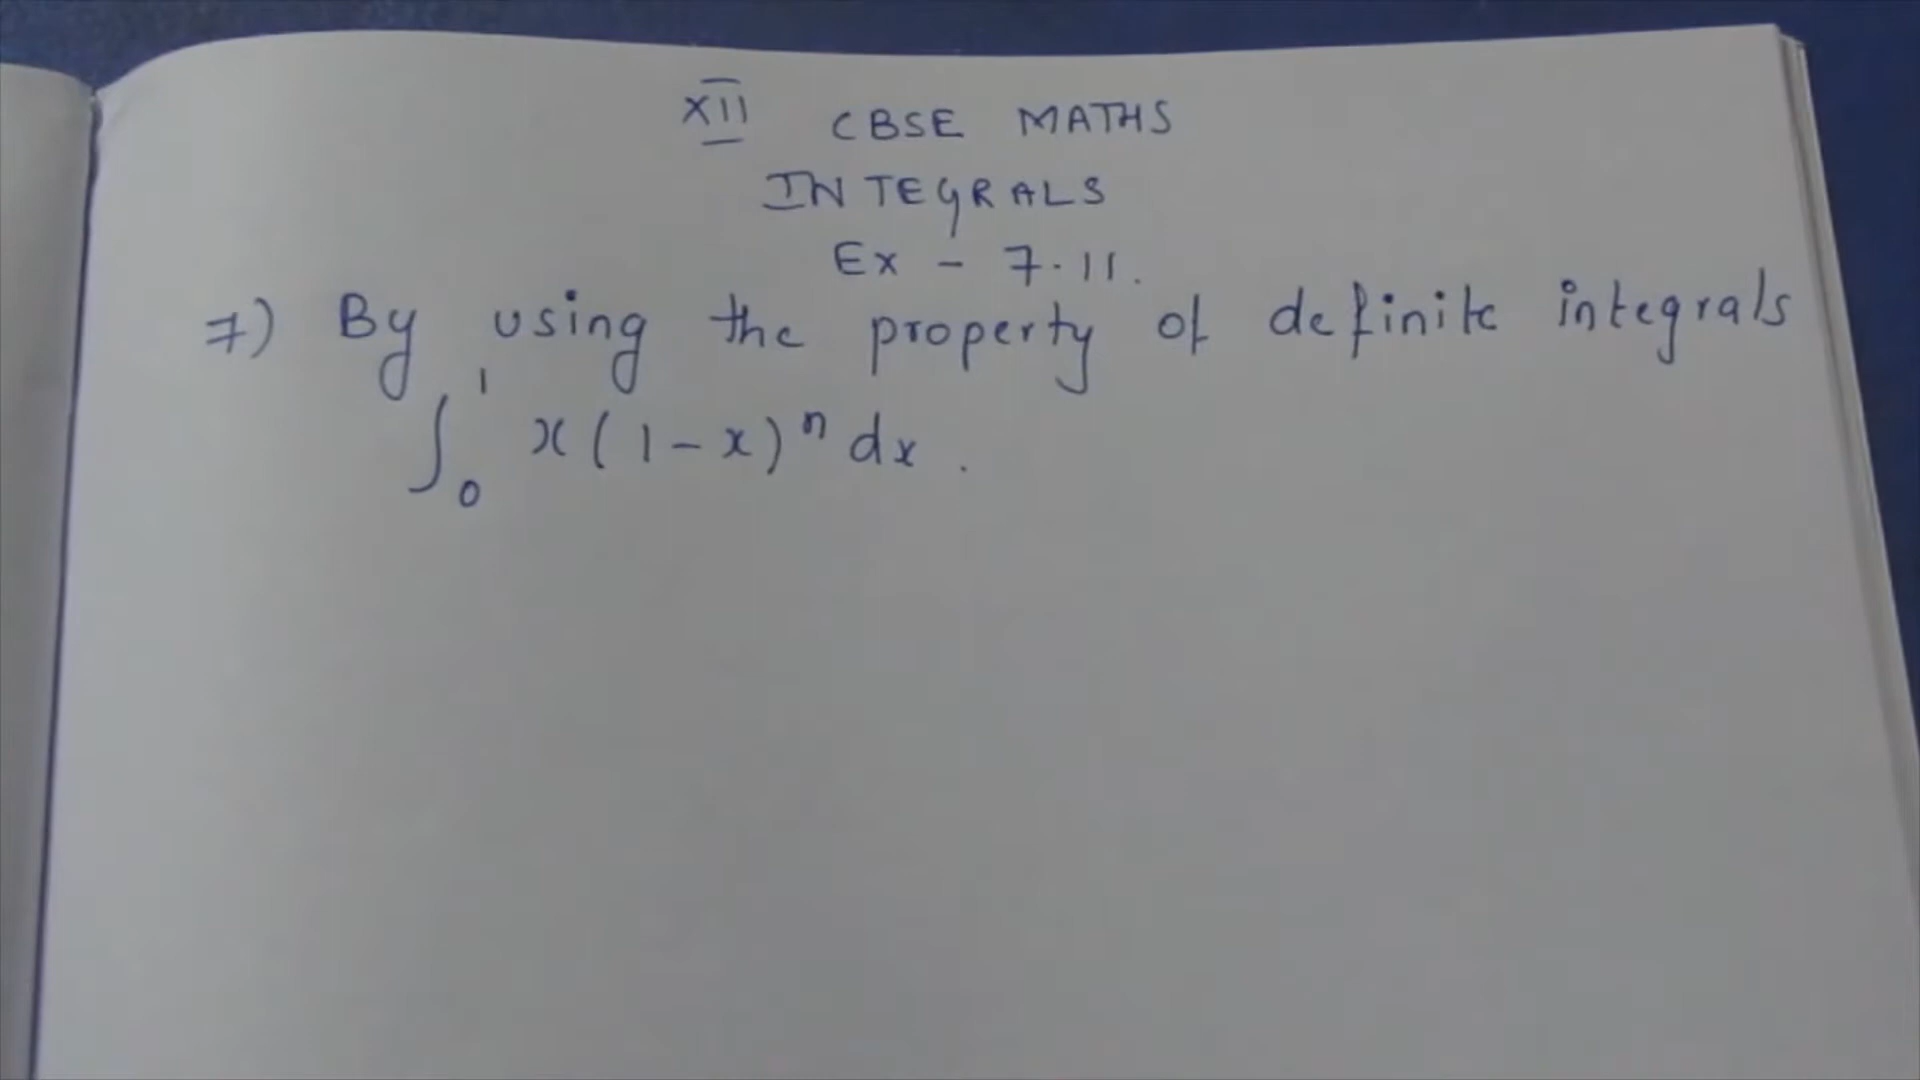 XII CBSE MATHS
INTEGRALS
Ex - 7.11.
7) By using the property of definite integrals
∫₀¹ x(1-x)ⁿ dx.